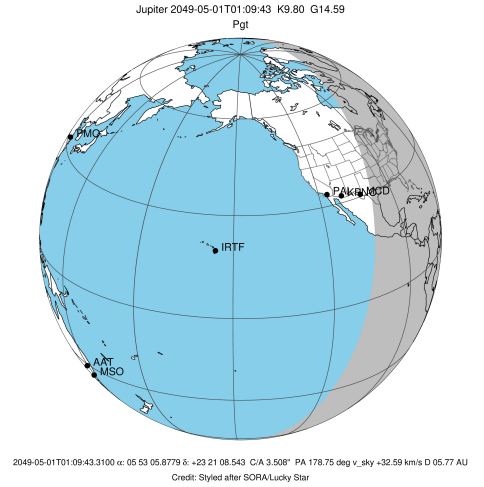 Jupiter 2049-05-01T01:09:43 K9.80 G14.59
Pgt
PMO
PAL
MCD
IRTF
AAT
MSO
2049-05-01T01:09:43.3100 α: 05 53 05.8779 δ: +23 21 08.543 C/A 3.508" PA 178.75 deg v_sky +32.59 km/s D 05.77 AU
Credit: Styled after SORA/Lucky Star